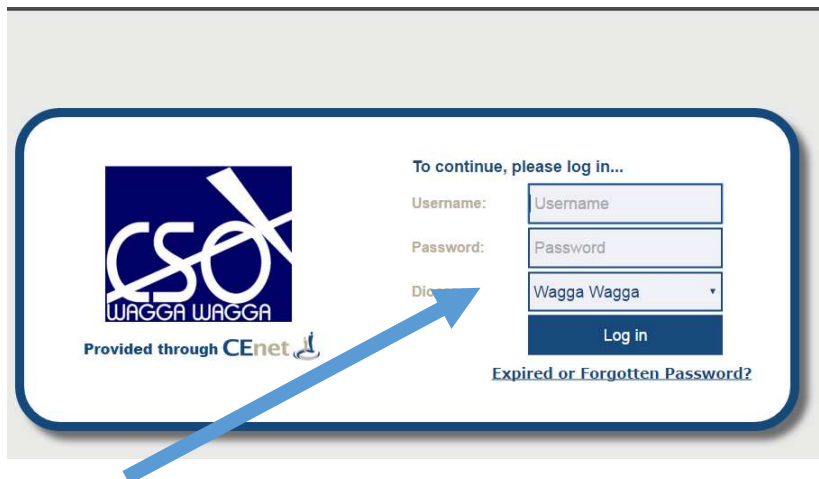 To continue, please log in...
Username: Username
Password: Password
Wagga Wagga
Log in
Expired or Forgotten Password?
CSO
WAGGA WAGGA
Provided through CEnet